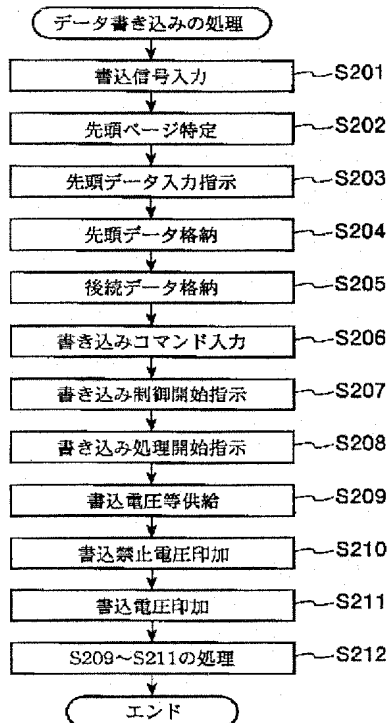 データ書き込みの処理
書込信号入力 S201
先頭ページ特定 S202
先頭データ入力指示 S203
先頭データ格納 S204
後続データ格納 S205
書き込みコマンド入力 S206
書き込み制御開始指示 S207
書き込み処理開始指示 S208
書込電圧等供給 S209
書込禁止電圧印加 S210
書込電圧印加 S211
S209～S211の処理 S212
エンド